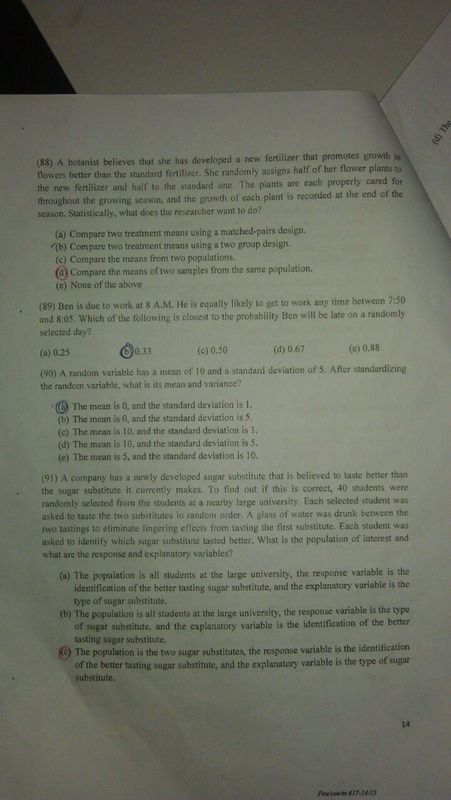 (d) The
(88) A botanist believes that she has developed a new fertilizer that promotes growth in
flowers better than the standard fertilizer. She randomly assigns half of her flower plants to
the new fertilizer and half to the standard one. The plants are each properly cared for
throughout the growing season, and the growth of each plant is recorded at the end of the
season. Statistically, what does the researcher want to do?
(a) Compare two treatment means using a matched-pairs design.
(b) Compare two treatment means using a two group design.
(c) Compare the means from two populations.
(d) Compare the means of two samples from the same population.
(e) None of the above
(89) Ben is due to work at 8 A.M. He is equally likely to get to work any time between 7:50
and 8:05. Which of the following is closest to the probability Ben will be late on a randomly
selected day?
(a) 0.25 (b) 0.33 (c) 0.50 (d) 0.67 (e) 0.88
(90) A random variable has a mean of 10 and a standard deviation of 5. After standardizing
the random variable, what is its mean and variance?
(a) The mean is 0, and the standard deviation is 1.
(b) The mean is 0, and the standard deviation is 5.
(c) The mean is 10, and the standard deviation is 1.
(d) The mean is 10, and the standard deviation is 5.
(e) The mean is 5, and the standard deviation is 10.
(91) A company has a newly developed sugar substitute that is believed to taste better than
the sugar substitute it currently makes. To find out if this is correct, 40 students were
randomly selected from the students at a nearby large university. Each selected student was
asked to taste the two substitutes in random order. A glass of water was drunk between the
two tastings to eliminate lingering effects from tasting the first substitute. Each student was
asked to identify which sugar substitute tasted better. What is the population of interest and
what are the response and explanatory variables?
(a) The population is all students at the large university, the response variable is the
identification of the better tasting sugar substitute, and the explanatory variable is the
type of sugar substitute.
(b) The population is all students at the large university, the response variable is the type
of sugar substitute, and the explanatory variable is the identification of the better
tasting sugar substitute.
(c) The population is the two sugar substitutes, the response variable is the identification
of the better tasting sugar substitute, and the explanatory variable is the type of sugar
substitute.
14